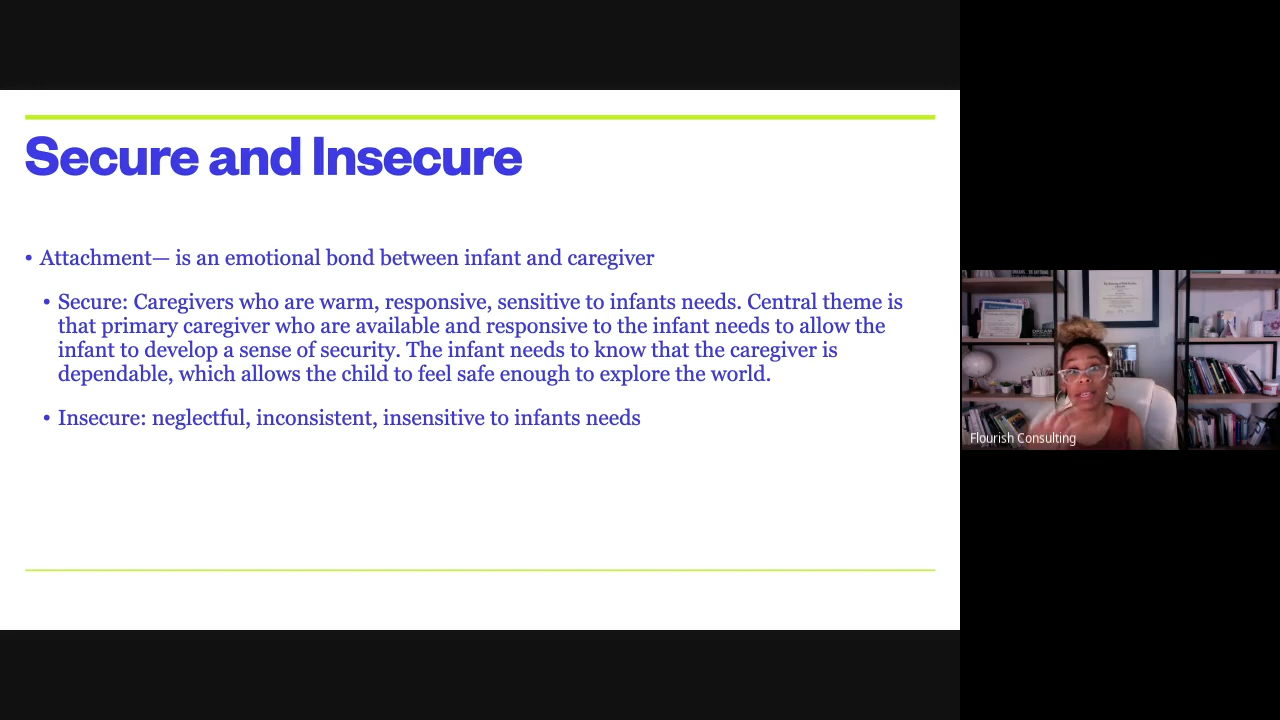 Secure and Insecure
• Attachment— is an emotional bond between infant and caregiver
• Secure: Caregivers who are warm, responsive, sensitive to infants needs. Central theme is
that primary caregiver who are available and responsive to the infant needs to allow the
infant to develop a sense of security. The infant needs to know that the caregiver is
dependable, which allows the child to feel safe enough to explore the world.
• Insecure: neglectful, inconsistent, insensitive to infants needs
Flourish Consulting